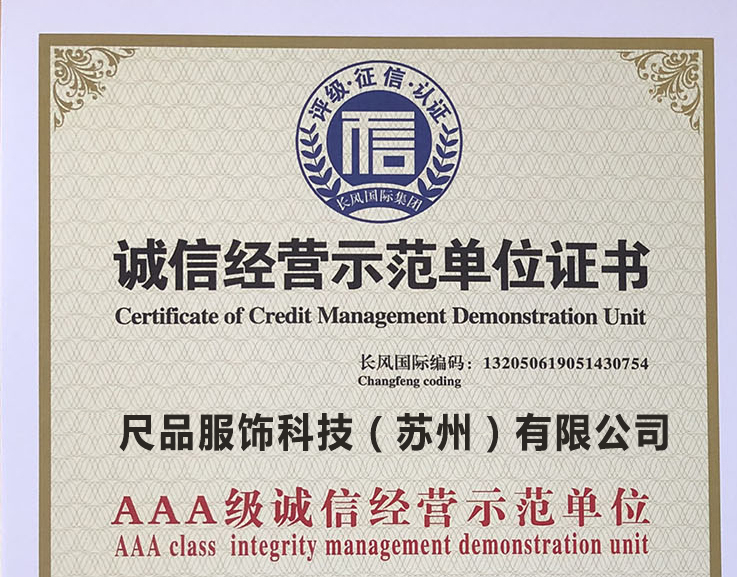 评级·征信·认证
信
长风国际集团
诚信经营示范单位证书
Certificate of Credit Management Demonstration Unit
长风国际编码：132050619051430754
Changfeng coding
尺品服饰科技（苏州）有限公司
AAA级诚信经营示范单位
AAA class integrity management demonstration unit